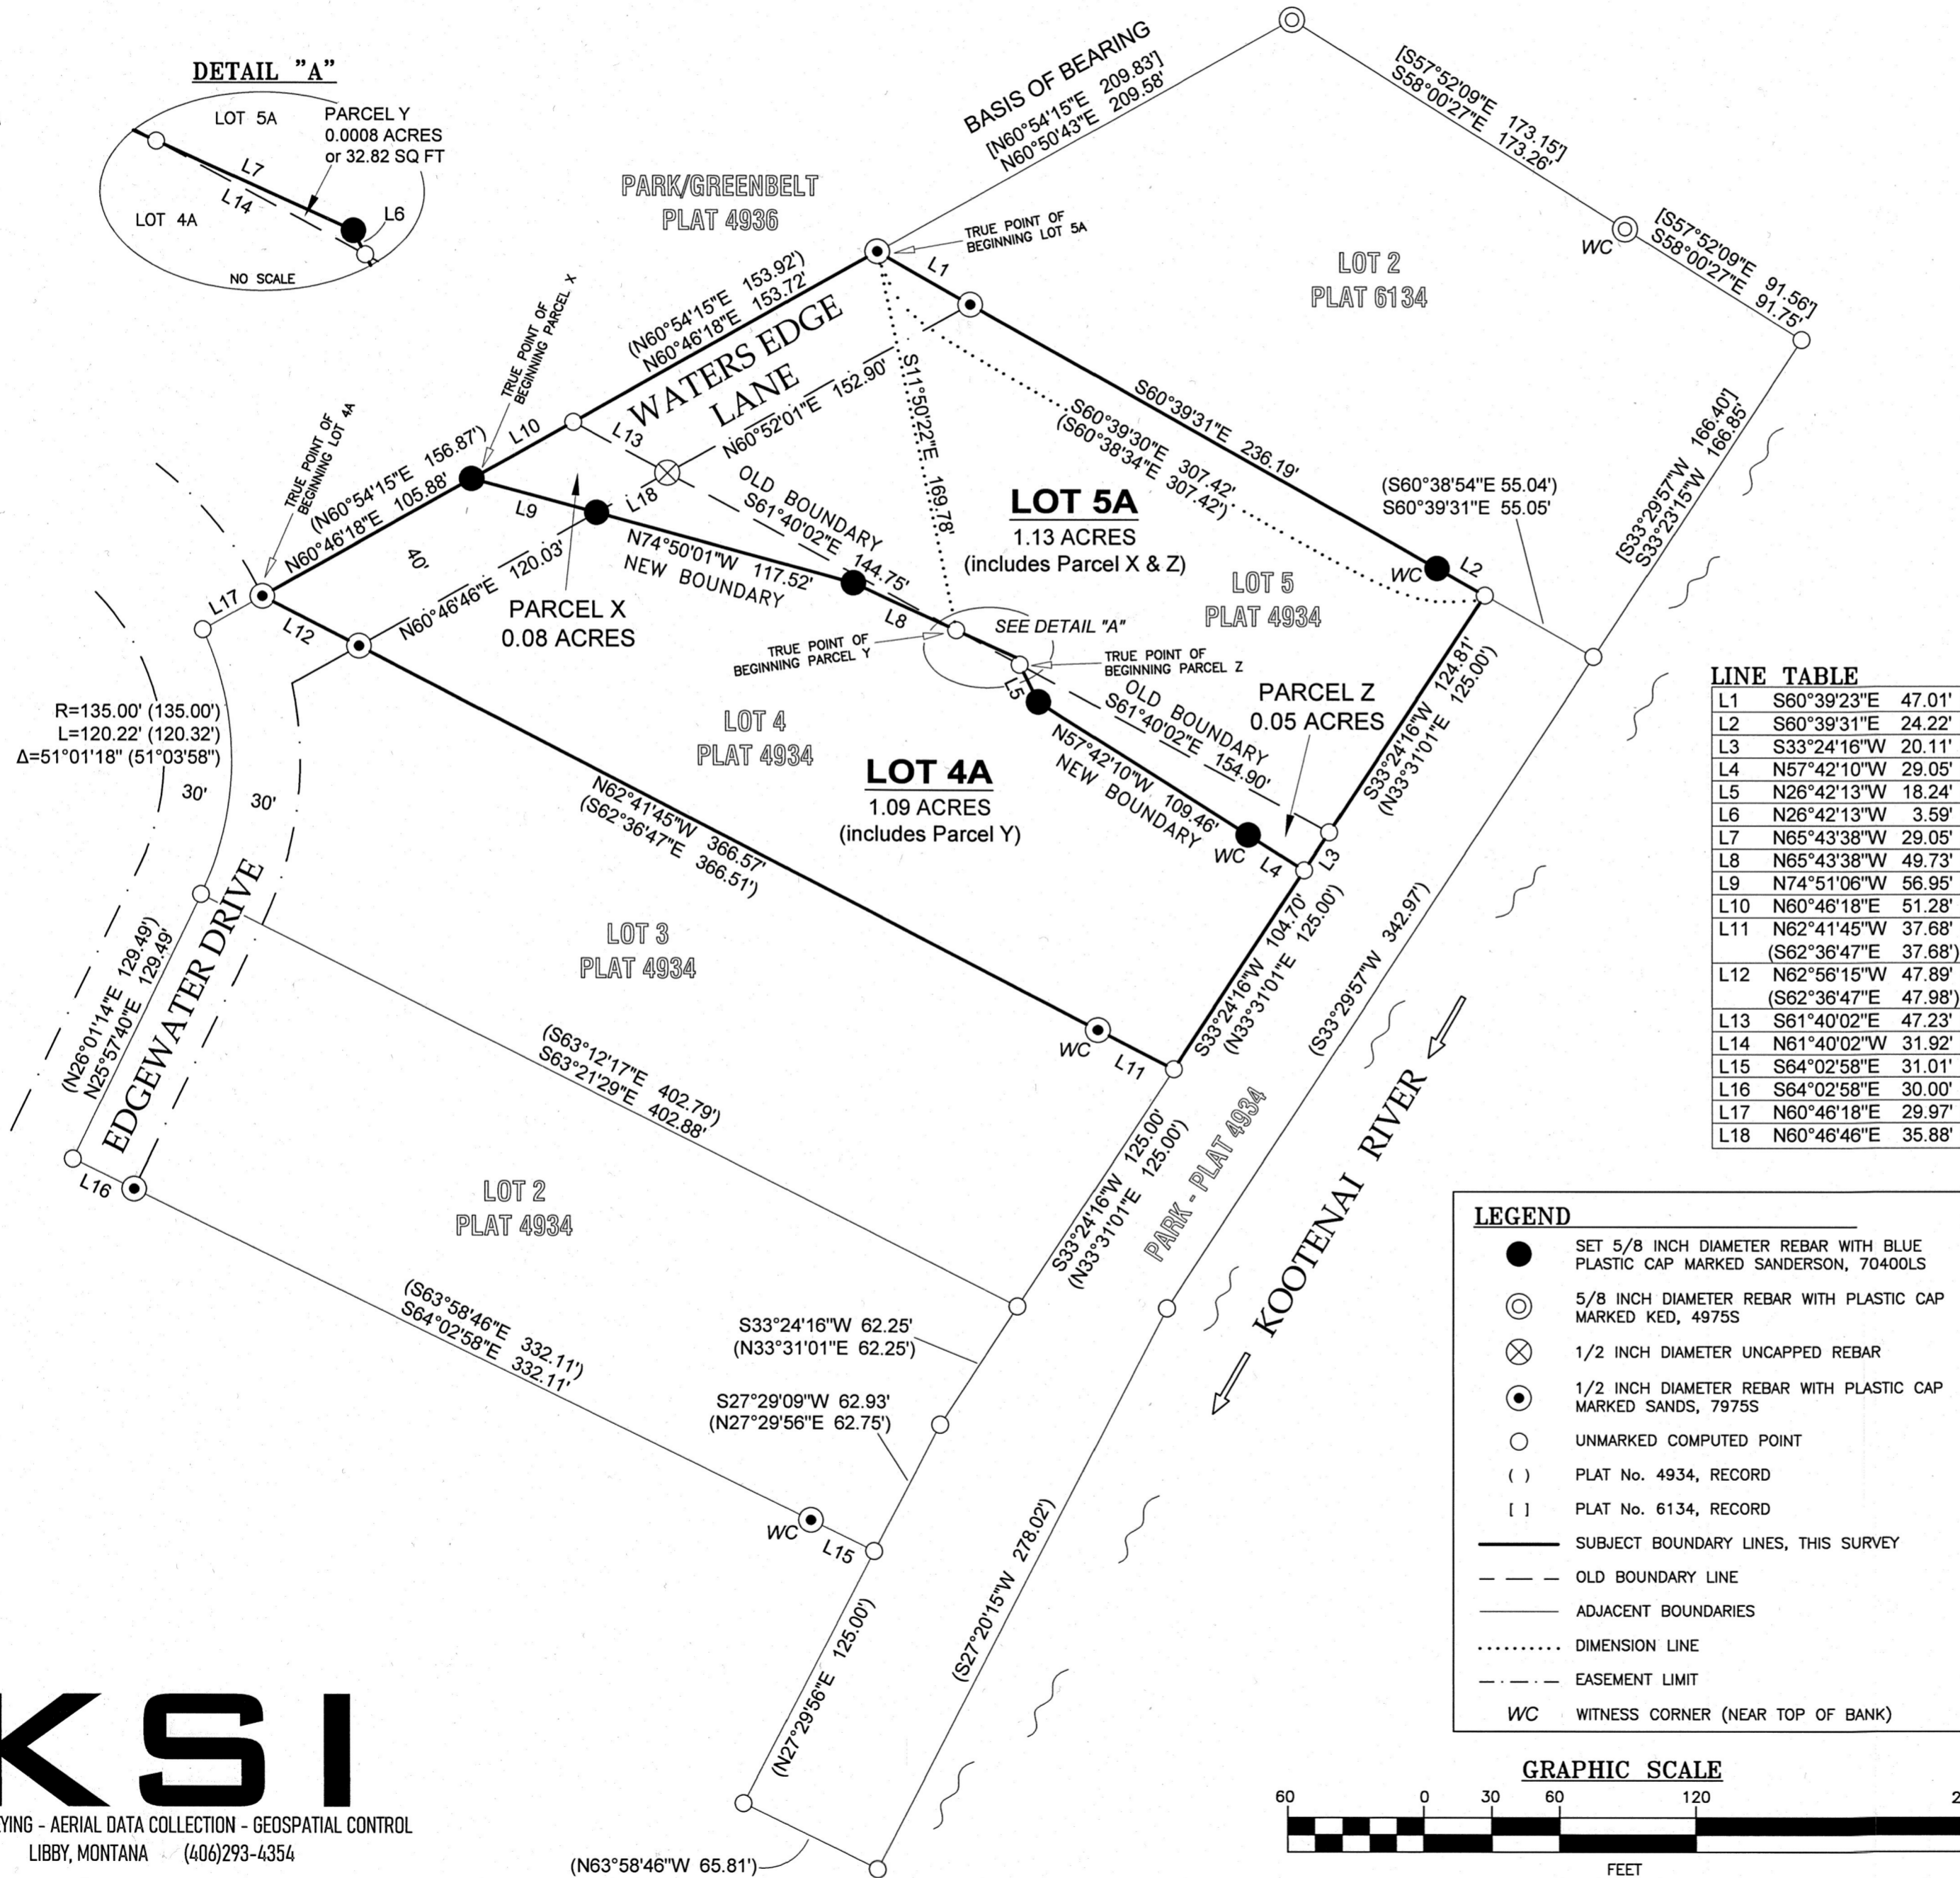 DETAIL "A"
LOT 5A
PARCEL Y
0.0008 ACRES
or 32.82 SQ FT
L7
L14
L6
LOT 4A
NO SCALE
BASIS OF BEARING
[N60°54'15"E 209.83']
N60°50'43"E 209.58'
[S57°52'09"E 173.15']
S58°00'27"E 173.26'
WC
[S57°52'09"E 91.56']
S58°00'27"E 91.75'
PARK/GREENBELT
PLAT 4936
TRUE POINT OF
BEGINNING LOT 5A
LOT 2
PLAT 6134
L1
(N60°54'15"E 153.92')
N60°46'18"E 153.72'
WATERS EDGE
LANE
N60°52'01"E 152.90'
S11°50'22"E 169.78'
S60°39'31"E 236.19'
S60°39'30"E 307.42'
(S60°38'34"E 307.42')
[S33°29'57"W 166.40']
S33°23'15"W 166.85'
TRUE POINT OF
BEGINNING PARCEL X
L10
L13
TRUE POINT OF
BEGINNING LOT 4A
(N60°54'15"E 156.87')
N60°46'18"E 105.88'
L9
L18
OLD BOUNDARY
S61°40'02"E 144.75'
LOT 5A
1.13 ACRES
(includes Parcel X & Z)
(S60°38'54"E 55.04')
S60°39'31"E 55.05'
WC
L2
40'
N60°46'46"E 120.03'
N74°50'01"W 117.52'
NEW BOUNDARY
LOT 5
PLAT 4934
PARCEL X
0.08 ACRES
L8
SEE DETAIL "A"
L17
L12
TRUE POINT OF
BEGINNING PARCEL Y
TRUE POINT OF
BEGINNING PARCEL Z
L5
OLD BOUNDARY
S61°40'02"E 154.90'
PARCEL Z
0.05 ACRES
S33°24'16"W 124.81'
(N33°31'01"E 125.00')
R=135.00' (135.00')
L=120.22' (120.32')
Δ=51°01'18" (51°03'58")
30'
30'
LOT 4
PLAT 4934
LOT 4A
1.09 ACRES
(includes Parcel Y)
N57°42'10"W 109.46'
NEW BOUNDARY
WC
L4
L3
N62°41'45"W 366.57'
(S62°36'47"E 366.51')
LINE TABLE
L1 S60°39'23"E 47.01'
L2 S60°39'31"E 24.22'
L3 S33°24'16"W 20.11'
L4 N57°42'10"W 29.05'
L5 N26°42'13"W 18.24'
L6 N26°42'13"W 3.59'
L7 N65°43'38"W 29.05'
L8 N65°43'38"W 49.73'
L9 N74°51'06"W 56.95'
L10 N60°46'18"E 51.28'
L11 N62°41'45"W 37.68'
(S62°36'47"E 37.68')
L12 N62°56'15"W 47.89'
(S62°36'47"E 47.98')
L13 S61°40'02"E 47.23'
L14 N61°40'02"W 31.92'
L15 S64°02'58"E 31.01'
L16 S64°02'58"E 30.00'
L17 N60°46'18"E 29.97'
L18 N60°46'46"E 35.88'
LOT 3
PLAT 4934
(N26°01'14"E 129.49')
N25°57'40"E 129.49'
EDGEWATER DRIVE
S33°24'16"W 104.70'
(N33°31'01"E 125.00')
WC
L11
(S33°29'57"W 342.97')
(S63°12'17"E 402.79')
S63°21'29"E 402.88'
L16
LOT 2
PLAT 4934
S33°24'16"W 125.00'
(N33°31'01"E 125.00')
PARK - PLAT 4934
KOOTENAI RIVER
(S63°58'46"E 332.11')
S64°02'58"E 332.11'
S33°24'16"W 62.25'
(N33°31'01"E 62.25')
S27°29'09"W 62.93'
(N27°29'56"E 62.75')
WC
L15
(N27°29'56"E 125.00')
(S27°20'15"W 278.02')
(N63°58'46"W 65.81')
LEGEND
SET 5/8 INCH DIAMETER REBAR WITH BLUE
PLASTIC CAP MARKED SANDERSON, 70400LS
5/8 INCH DIAMETER REBAR WITH PLASTIC CAP
MARKED KED, 4975S
1/2 INCH DIAMETER UNCAPPED REBAR
1/2 INCH DIAMETER REBAR WITH PLASTIC CAP
MARKED SANDS, 7975S
UNMARKED COMPUTED POINT
( ) PLAT No. 4934, RECORD
[ ] PLAT No. 6134, RECORD
SUBJECT BOUNDARY LINES, THIS SURVEY
OLD BOUNDARY LINE
ADJACENT BOUNDARIES
DIMENSION LINE
EASEMENT LIMIT
WC WITNESS CORNER (NEAR TOP OF BANK)
GRAPHIC SCALE
60 0 30 60 120
FEET
KSI
YING - AERIAL DATA COLLECTION - GEOSPATIAL CONTROL
LIBBY, MONTANA (406)293-4354